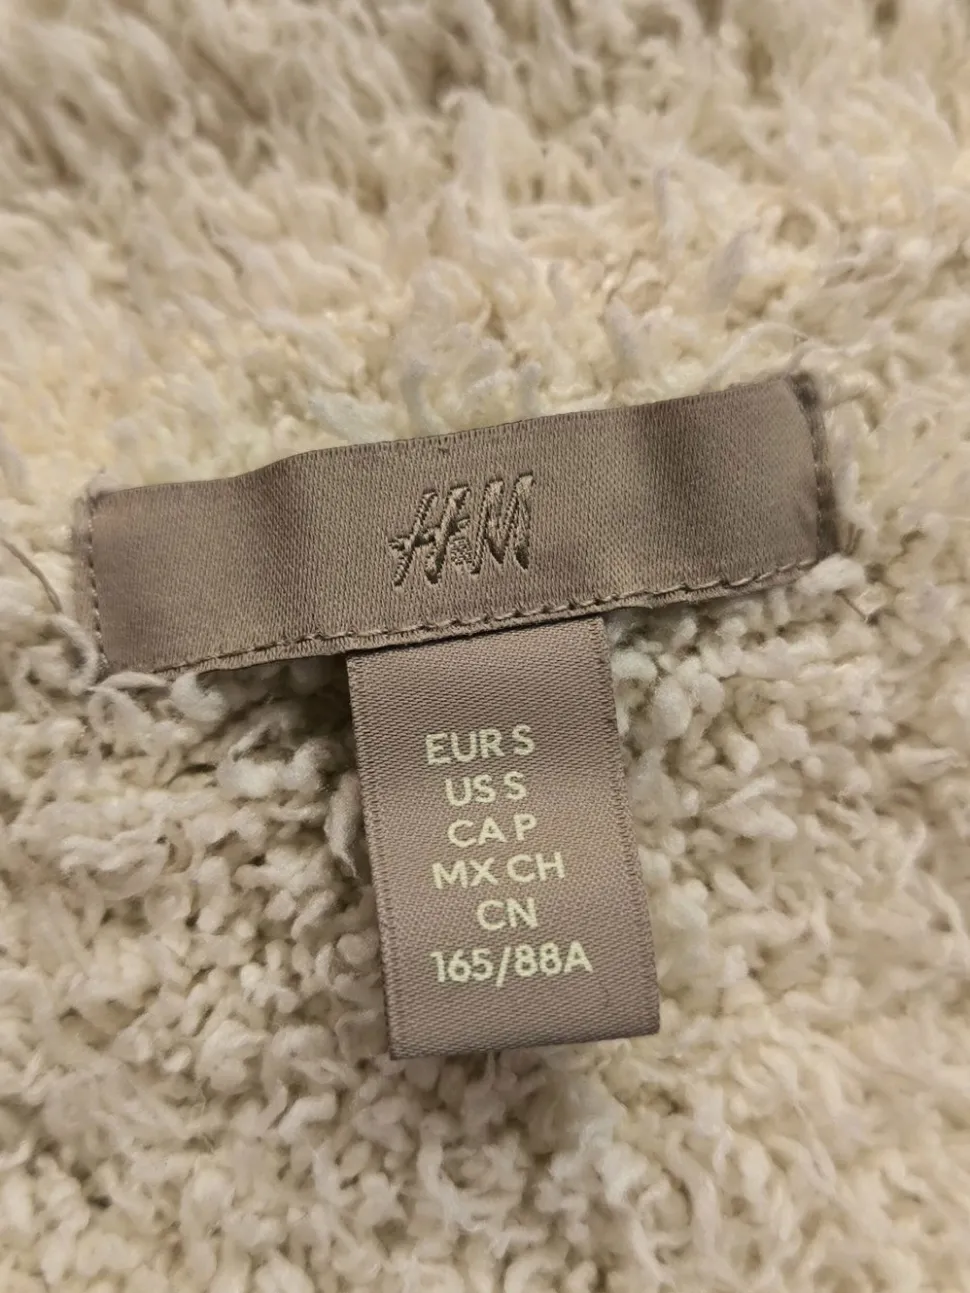 H&M
EUR S
US S
CA P
MX CH
CN
165/88A